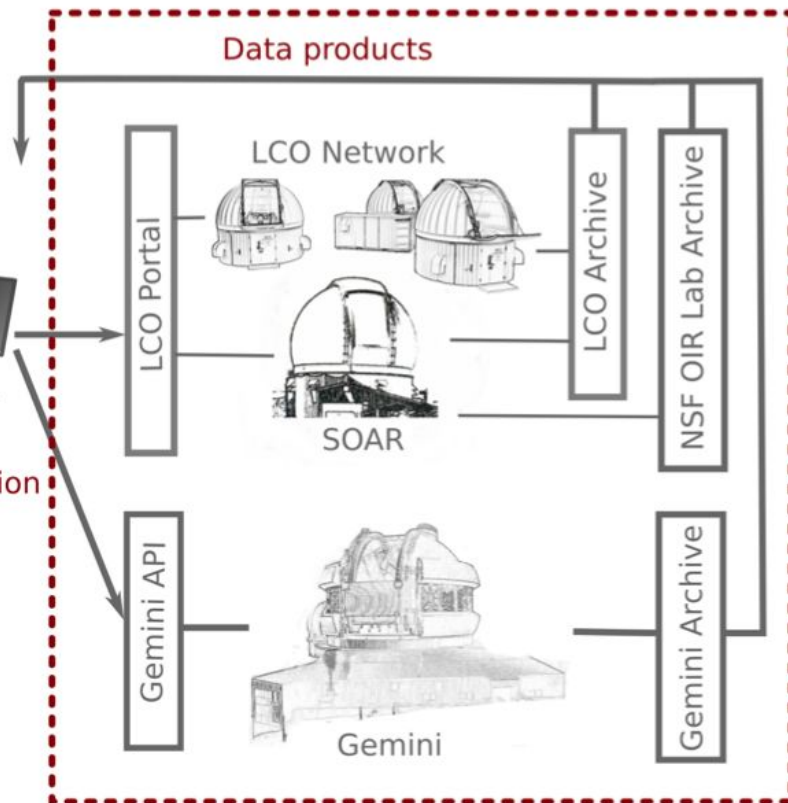 Data products
LCO Network
LCO Portal
LCO Archive
NSF OIR Lab Archive
SOAR
ion
Gemini API
Gemini Archive
Gemini